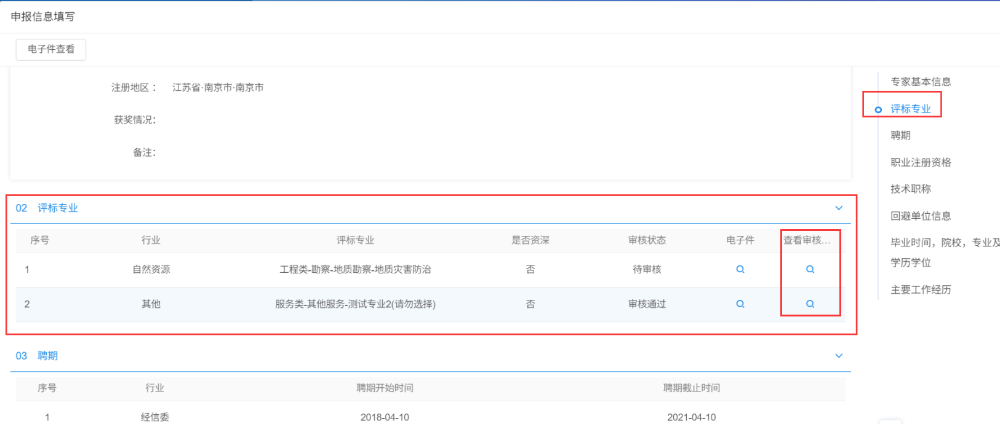 申报信息填写
电子件查看
注册地区： 江苏省·南京市·南京市
获奖情况：
备注：
02 评标专业
序号 行业 评标专业 是否资深 审核状态 电子件 查看审核...
1 自然资源 工程类-勘察-地质勘察-地质灾害防治 否 待审核
2 其他 服务类-其他服务-测试专业2(请勿选择) 否 审核通过
03 聘期
序号 行业 聘期开始时间 聘期截止时间
1 经信委 2018-04-10 2021-04-10
专家基本信息
评标专业
聘期
职业注册资格
技术职称
回避单位信息
毕业时间，院校，专业及
学历学位
主要工作经历